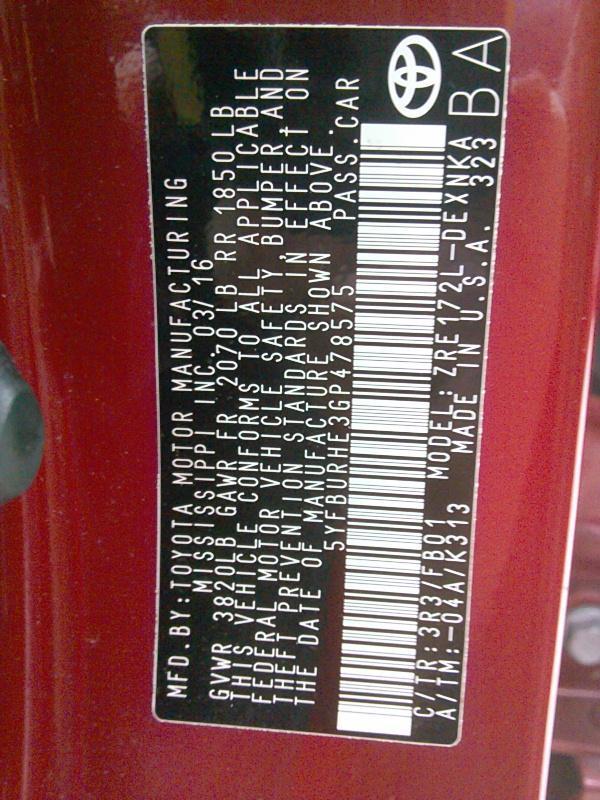 MFD.BY:TOYOTA MOTOR MANUFACTURING
MISSISSIPPI INC. 03/16
GVWR 3820LB GAWR FR 2070 LB RR 1850LB
THIS VEHICLE CONFORMS TO ALL APPLICABLE
FEDERAL MOTOR VEHICLE SAFETY,BUMPER,AND
THEFT PREVENTION STANDARDS IN EFFECT ON
THE DATE OF MANUFACTURE SHOWN ABOVE.
5YFBURHE3GP478575 PASS.CAR
C/TR:3R3/FB01 MODEL: ZRE172L-DEXNKA
A/TM:-04A/K313 MADE IN U.S.A. 323
BA